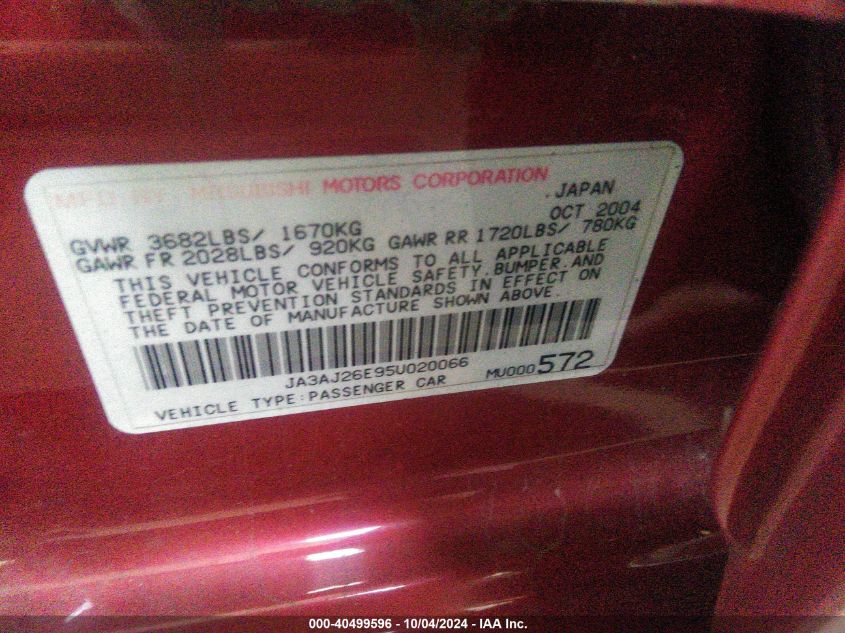 MFD BY MITSUBISHI MOTORS CORPORATION
.JAPAN
OCT 2004
GVWR 3682LBS/ 1670KG
GAWR FR 2028LBS/ 920KG GAWR RR 1720LBS/ 780KG
THIS VEHICLE CONFORMS TO ALL APPLICABLE
FEDERAL MOTOR VEHICLE SAFETY.BUMPER.AND
THEFT PREVENTION STANDARDS IN EFFECT ON
THE DATE OF MANUFACTURE SHOWN ABOVE.
JA3AJ26E95U020066
MU000572
VEHICLE TYPE:PASSENGER CAR
000-40499596 - 10/04/2024 - IAA Inc.